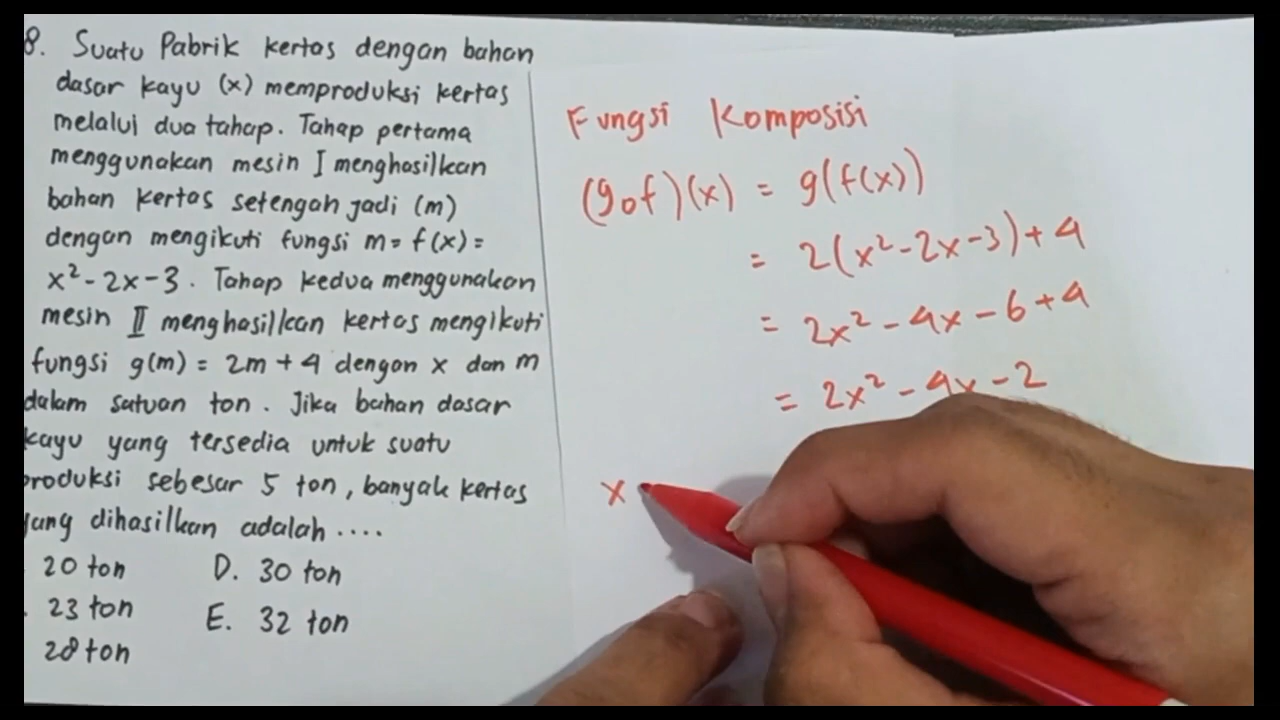 8. Suatu Pabrik kertas dengan bahan
dasar kayu (x) memproduksi kertas
melalui dua tahap. Tahap pertama
menggunakan mesin I menghasilkan
bahan kertas setengah jadi (m)
dengan mengikuti fungsi m = f(x) =
x² - 2x - 3. Tahap kedua menggunakan
mesin II menghasilkan kertas mengikuti
fungsi g(m) = 2m + 4 dengan x dan m
dalam satuan ton. Jika bahan dasar
kayu yang tersedia untuk suatu
produksi sebesar 5 ton, banyak kertas
yang dihasilkan adalah ....
20 ton
23 ton
28 ton
D. 30 ton
E. 32 ton
Fungsi Komposisi
(gof)(x) = g(f(x))
= 2(x² - 2x - 3) + 4
= 2x² - 4x - 6 + 4
= 2x² - 4x - 2
x